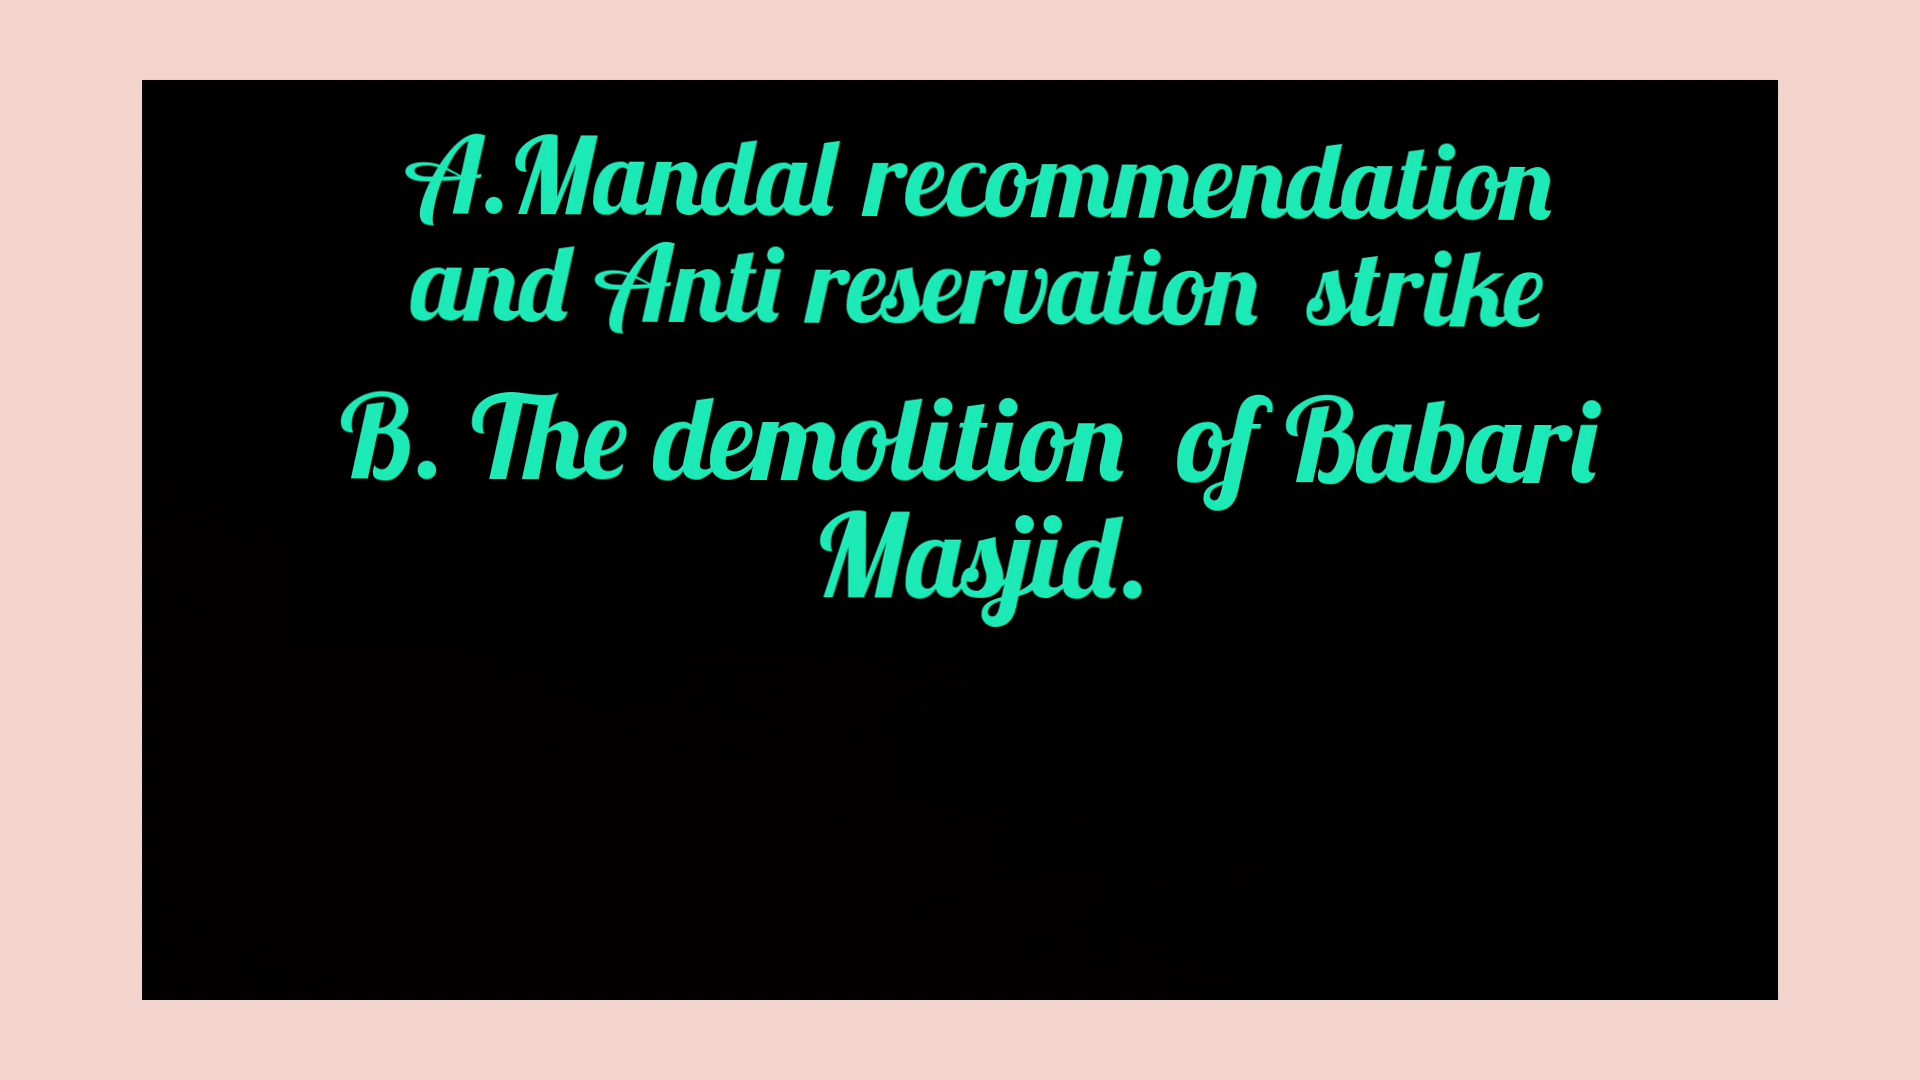 A.Mandal recommendation
and Anti reservation strike
B. The demolition of Babari
Masjid.